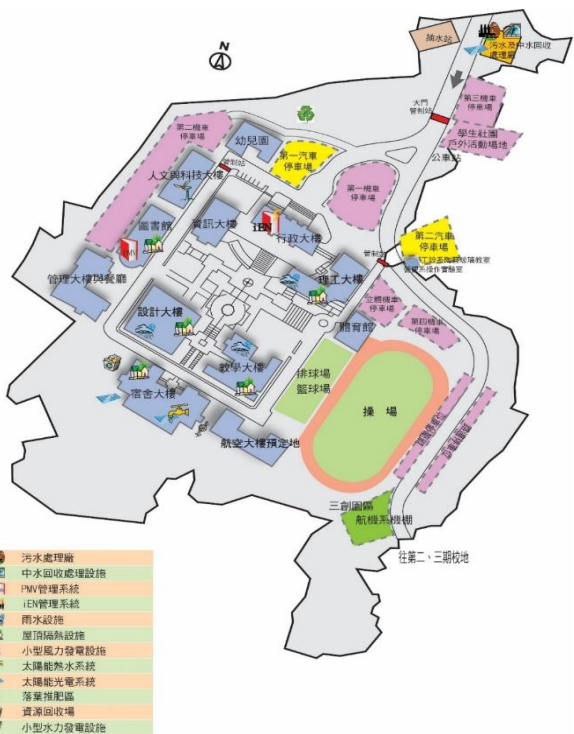 N
抽水站
污水及中水回收
處理廠
第三機車
停車場
大門
管制站
學生社團
戶外活動場地
公車站
第二機車
停車場
幼兒園
第一汽車
停車場
管制站
人文與科技大樓
第一機車
停車場
圖書館
資訊大樓
iEN
行政大樓
第二汽車
停車場
管制站
PMV
理工大樓
管理大樓與餐廳
立體機車
停車場
第四機車
停車場
設計大樓
體育館
教學大樓
排球場
籃球場
操 場
宿舍大樓
航空大樓預定地
三創園區
航機系機棚
往第二、三期校地
污水處理廠
中水回收處理設施
PMV管理系統
iEN管理系統
雨水設施
屋頂隔熱設施
小型風力發電設施
太陽能熱水系統
太陽能光電系統
落葉推肥區
資源回收場
小型水力發電設施